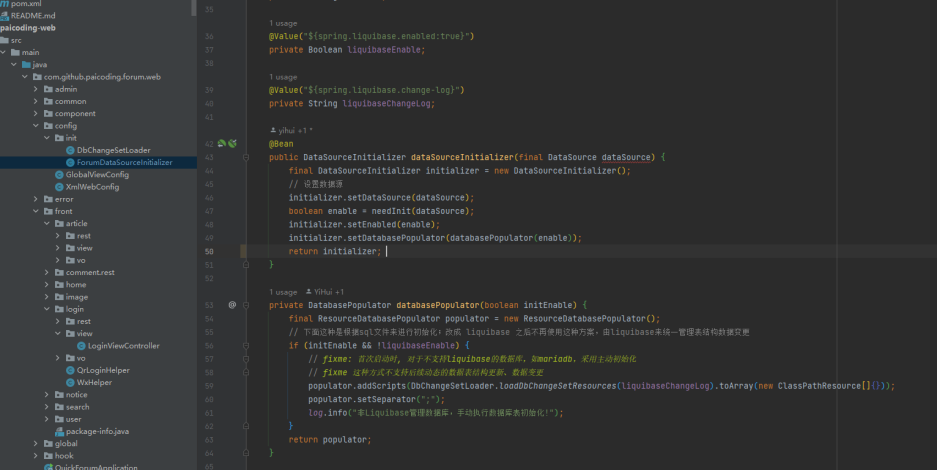 pom.xml
README.md
paicoding-web
src
main
java
com.github.paicoding.forum.web
admin
common
component
config
init
DbChangeSetLoader
ForumDataSourceInitializer
GlobalViewConfig
XmlWebConfig
error
front
article
rest
view
vo
comment.rest
home
image
login
rest
view
LoginViewController
vo
QrLoginHelper
WxHelper
notice
search
user
package-info.java
global
hook
QuickForumApplication
35
1 usage
36 @Value("${spring.liquibase.enabled:true}")
37 private Boolean liquibaseEnable;
38
1 usage
39 @Value("${spring.liquibase.change-log}")
40 private String liquibaseChangeLog;
41
yihui +1 *
42 @Bean
43 public DataSourceInitializer dataSourceInitializer(final DataSource dataSource) {
44 final DataSourceInitializer initializer = new DataSourceInitializer();
45 // 设置数据源
46 initializer.setDataSource(dataSource);
47 boolean enable = needInit(dataSource);
48 initializer.setEnabled(enable);
49 initializer.setDatabasePopulator(databasePopulator(enable));
50 return initializer;
51 }
52
1 usage YiHui +1
53 @ private DatabasePopulator databasePopulator(boolean initEnable) {
54 final ResourceDatabasePopulator populator = new ResourceDatabasePopulator();
55 // 下面这种是根据sql文件来进行初始化；改成 liquibase 之后不再使用这种方案，由liquibase来统一管理表结构数据变更
56 if (initEnable && !liquibaseEnable) {
57 // fixme: 首次启动时, 对于不支持liquibase的数据库，如mariadb，采用主动初始化
58 // fixme 这种方式不支持后续动态的数据表结构更新、数据变更
59 populator.addScripts(DbChangeSetLoader.loadDbChangeSetResources(liquibaseChangeLog).toArray(new ClassPathResource[]{}));
60 populator.setSeparator(";");
61 log.info("非Liquibase管理数据库，手动执行数据库表初始化!");
62 }
63 return populator;
64 }
65